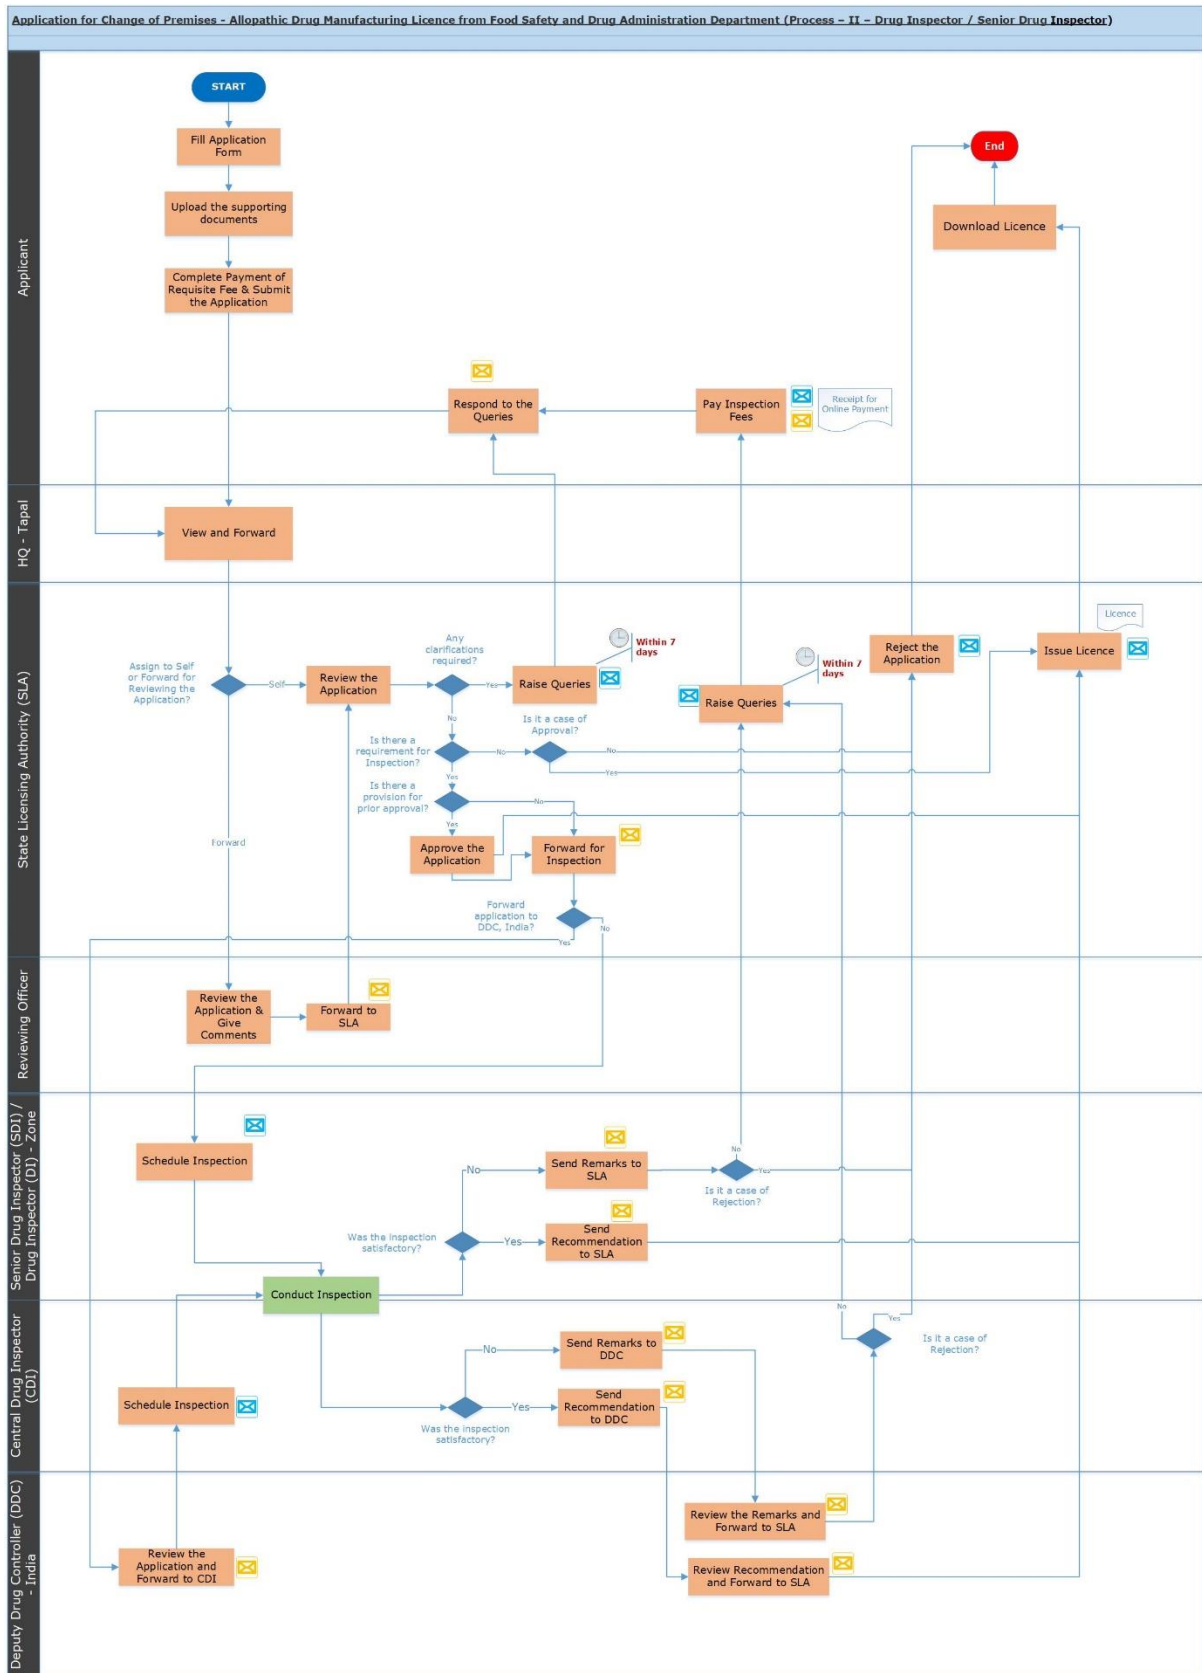 Application for Change of Premises - Allopathic Drug Manufacturing Licence from Food Safety and Drug Administration Department (Process – II – Drug Inspector / Senior Drug Inspector)
Applicant
START
Fill Application
Form
Upload the supporting
documents
Complete Payment of
Requisite Fee & Submit
the Application
End
Download Licence
Respond to the
Queries
Pay Inspection
Fees
Receipt for
Online Payment
HQ - Tapal
View and Forward
State Licensing Authority (SLA)
Assign to Self
or Forward for
Reviewing the
Application?
Self
Forward
Review the
Application
Any
clarifications
required?
Yes
No
Raise Queries
Within 7
days
Is there a
requirement for
Inspection?
No
Yes
Is it a case of
Approval?
No
Yes
Is there a
provision for
prior approval?
No
Yes
Approve the
Application
Forward for
Inspection
Forward
application to
DDC, India?
No
Yes
Raise Queries
Within 7
days
Reject the
Application
Licence
Issue Licence
Reviewing Officer
Review the
Application &
Give
Comments
Forward to
SLA
Senior Drug Inspector (SDI) /
Drug Inspector (DI) - Zone
Schedule Inspection
Conduct Inspection
Was the inspection
satisfactory?
No
Yes
Send Remarks to
SLA
Send
Recommendation
to SLA
No
Yes
Is it a case of
Rejection?
Central Drug Inspector
(CDI)
Schedule Inspection
Was the inspection
satisfactory?
No
Yes
Send Remarks to
DDC
Send
Recommendation
to DDC
No
Yes
Is it a case of
Rejection?
Deputy Drug Controller (DDC)
- India
Review the
Application and
Forward to CDI
Review the Remarks and
Forward to SLA
Review Recommendation
and Forward to SLA